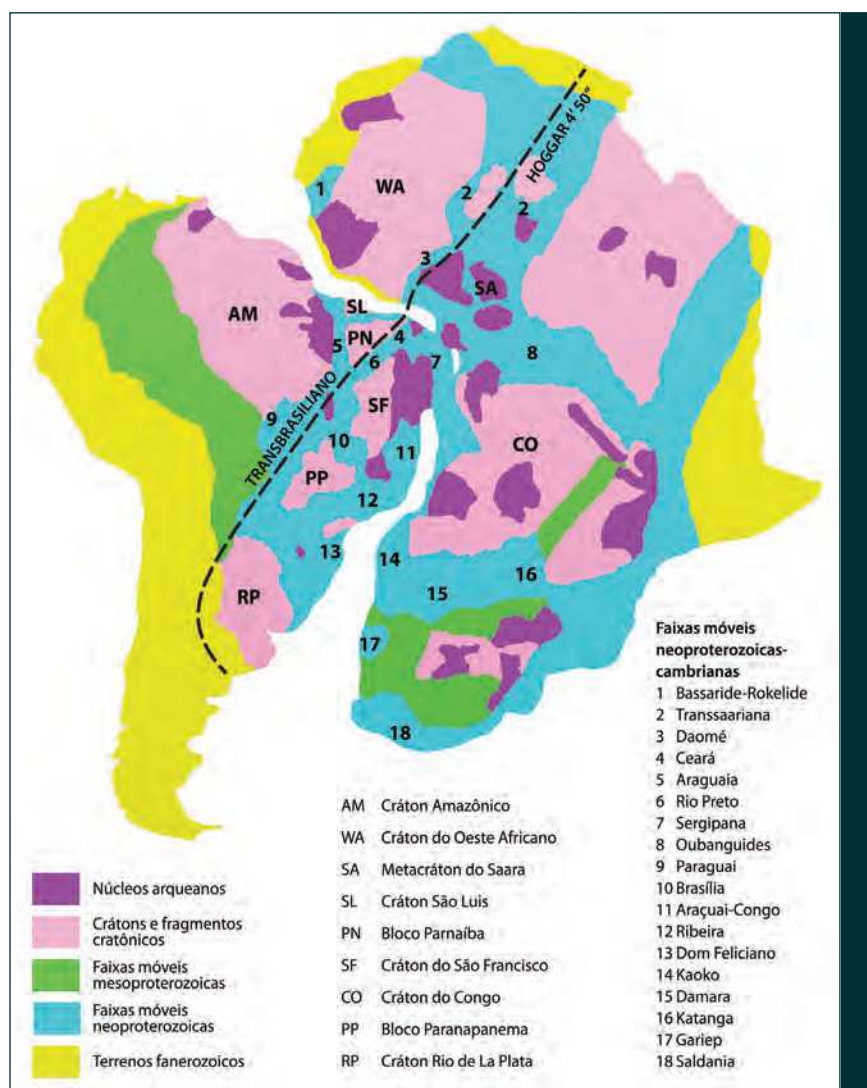 HOGGAR 4° 50"
1
WA
2
2
3
SA
AM
SL
PN
4
5
6
7
8
TRANSBRASILIANO
9
SF
10
11
CO
PP
12
13
14
16
15
RP
17
18
Núcleos arqueanos
Crátons e fragmentos
cratônicos
Faixas móveis
mesoproterozoicas
Faixas móveis
neoproterozoicas
Terrenos fanerozoicos
AM Cráton Amazônico
WA Cráton do Oeste Africano
SA Metacráton do Saara
SL Cráton São Luis
PN Bloco Parnaíba
SF Cráton do São Francisco
CO Cráton do Congo
PP Bloco Paranapanema
RP Cráton Rio de La Plata
Faixas móveis
neoproterozoicas-
cambrianas
1 Bassaride-Rokelide
2 Transsaariana
3 Daomé
4 Ceará
5 Araguaia
6 Rio Preto
7 Sergipana
8 Oubanguides
9 Paraguai
10 Brasília
11 Araçuai-Congo
12 Ribeira
13 Dom Feliciano
14 Kaoko
15 Damara
16 Katanga
17 Gariep
18 Saldania